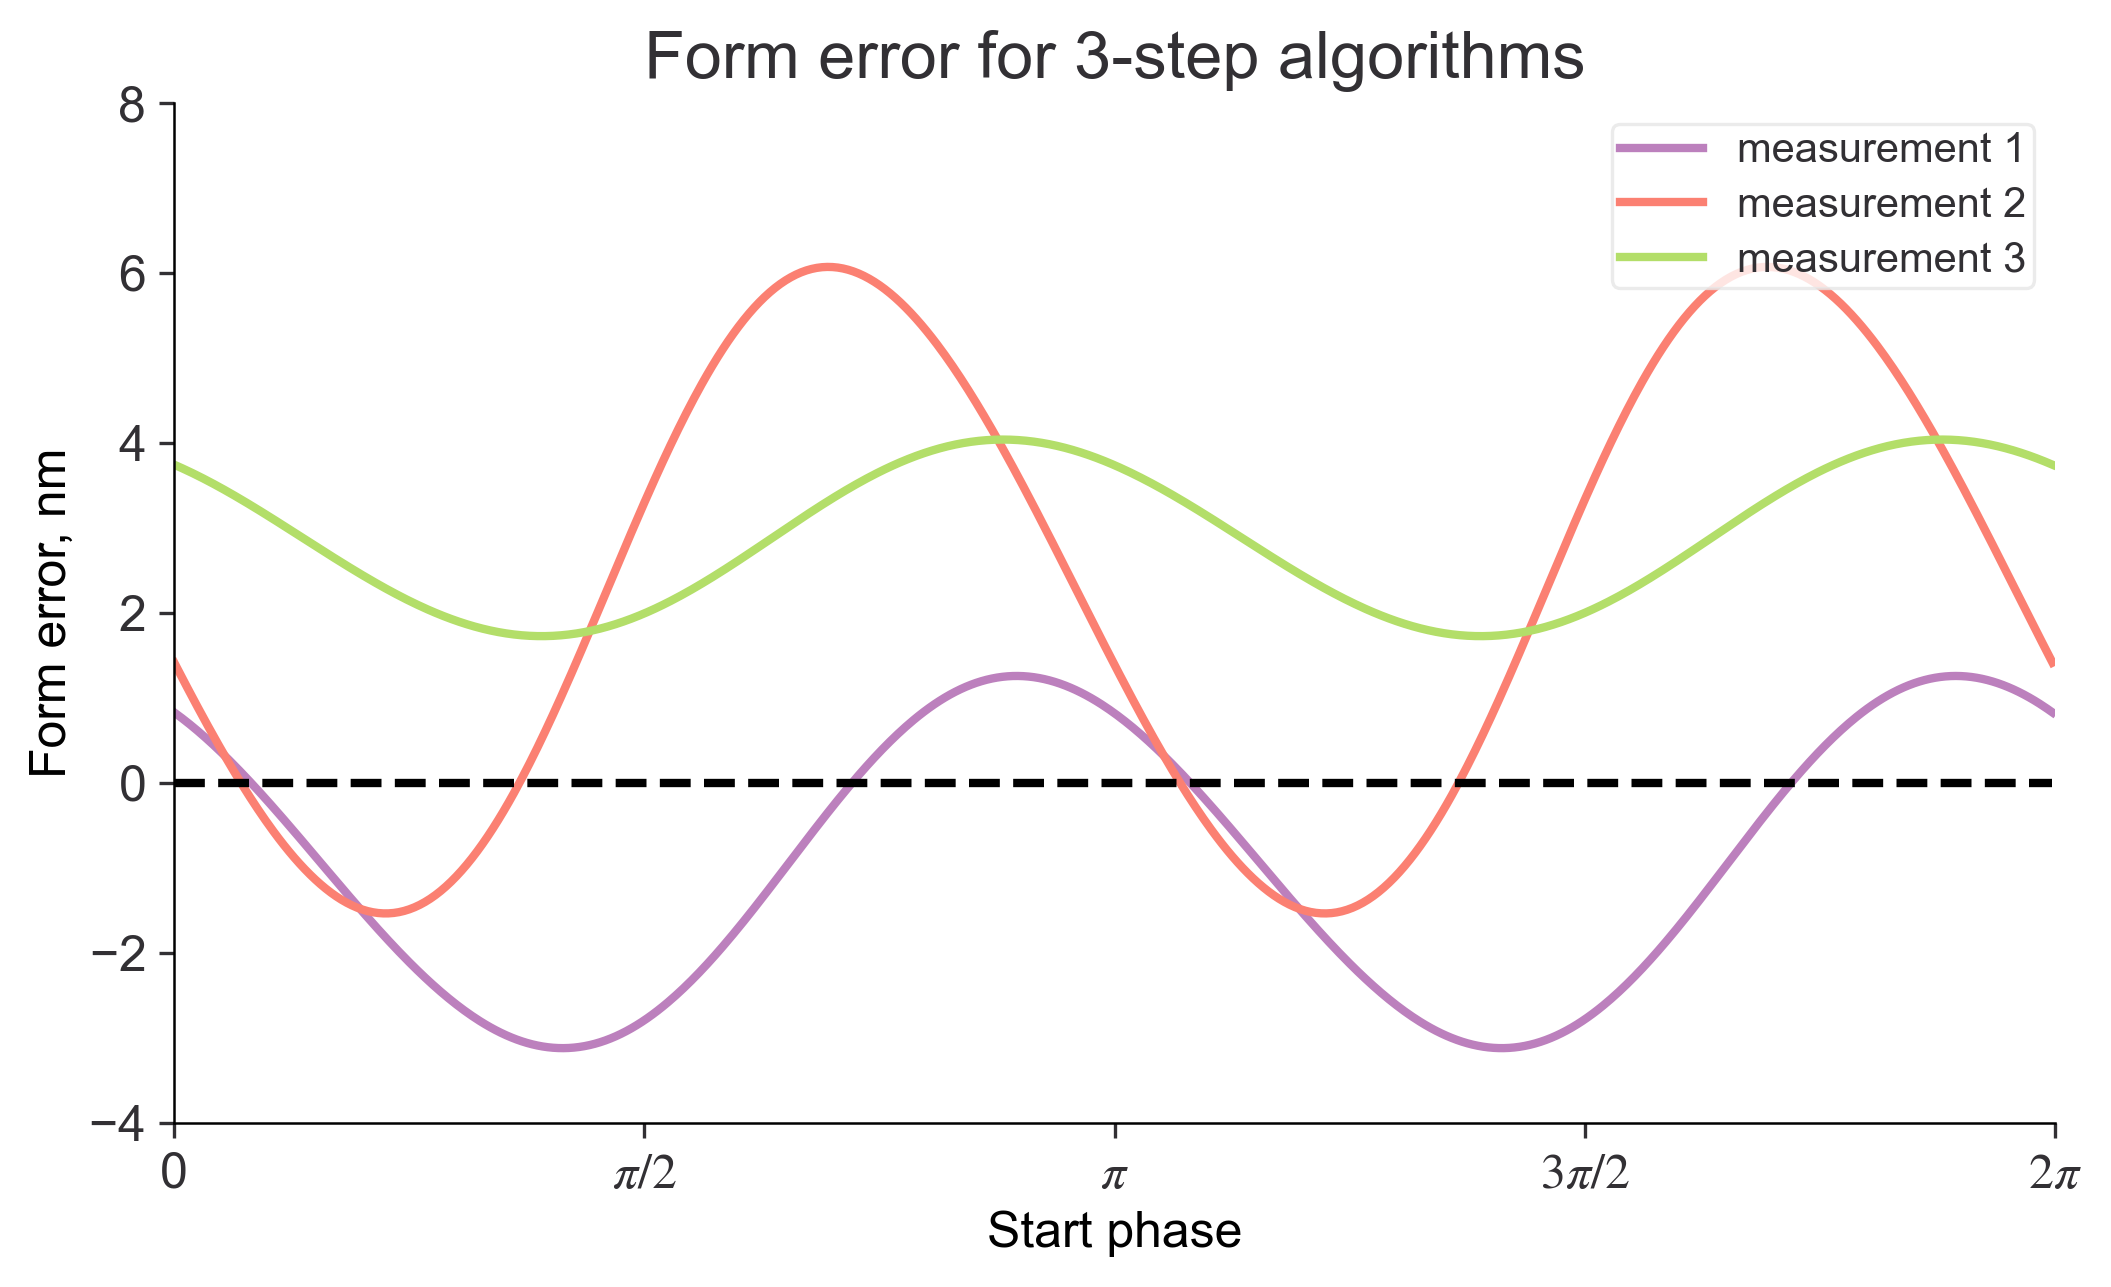 Form error for 3-step algorithms
measurement 1
measurement 2
measurement 3
Form error, nm
8
6
4
2
0
−2
−4
0 π/2 π 3π/2 2π
Start phase